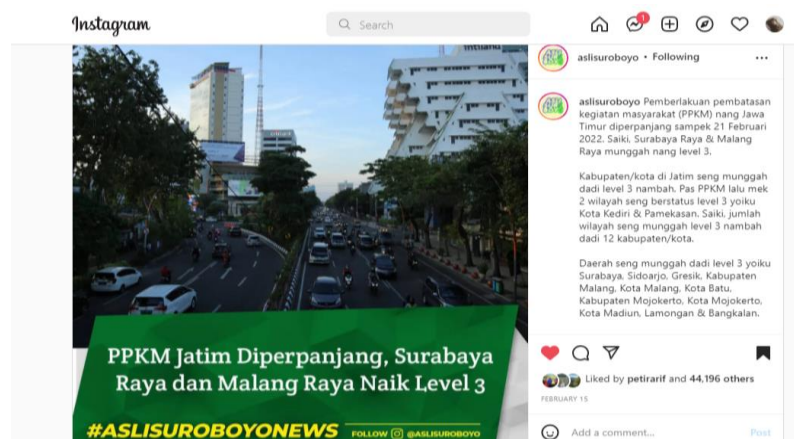 Instagram
Search
1
aslisuroboyo • Following
aslisuroboyo Pemberlakuan pembatasan
kegiatan masyarakat (PPKM) nang Jawa
Timur diperpanjang sampek 21 Februari
2022. Saiki, Surabaya Raya & Malang
Raya munggah nang level 3.
Kabupaten/kota di Jatim seng munggah
dadi level 3 nambah. Pas PPKM lalu mek
2 wilayah seng berstatus level 3 yoiku
Kota Kediri & Pamekasan. Saiki, jumlah
wilayah seng munggah level 3 nambah
dadi 12 kabupaten/kota.
Daerah seng munggah dadi level 3 yoiku
Surabaya, Sidoarjo, Gresik, Kabupaten
Malang, Kota Malang, Kota Batu,
Kabupaten Mojokerto, Kota Mojokerto,
Kota Madiun, Lamongan & Bangkalan.
PPKM Jatim Diperpanjang, Surabaya
Raya dan Malang Raya Naik Level 3
#ASLISUROBOYONEWS FOLLOW @ASLISUROBOYO
Liked by petirarif and 44,196 others
FEBRUARY 15
Add a comment... Post